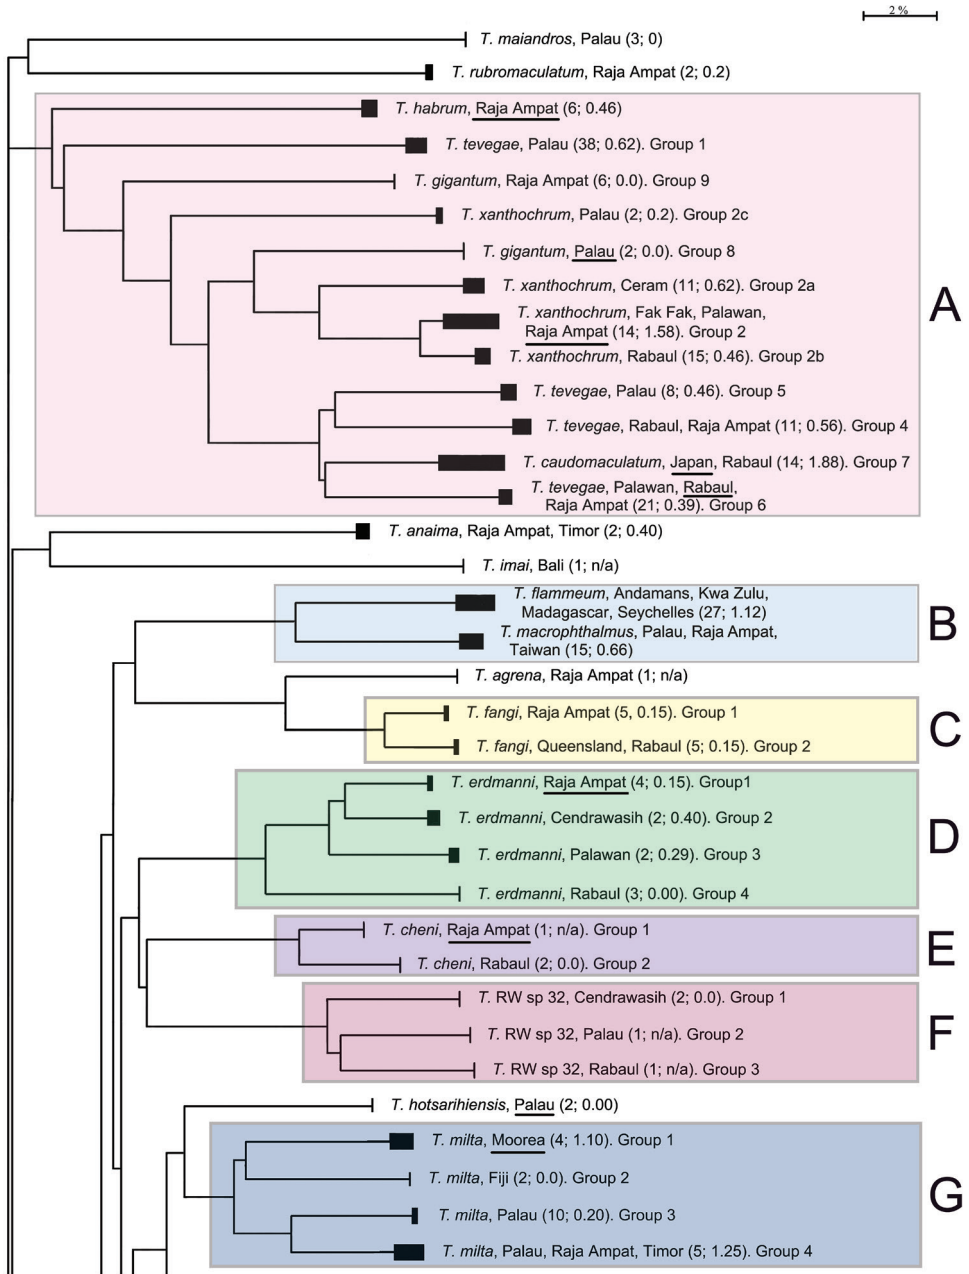 2 %
T. maiandros, Palau (3; 0)
T. rubromaculatum, Raja Ampat (2; 0.2)
T. habrum, Raja Ampat (6; 0.46)
T. tevegae, Palau (38; 0.62). Group 1
T. gigantum, Raja Ampat (6; 0.0). Group 9
T. xanthochrum, Palau (2; 0.2). Group 2c
T. gigantum, Palau (2; 0.0). Group 8
T. xanthochrum, Ceram (11; 0.62). Group 2a
A
T. xanthochrum, Fak Fak, Palawan,
Raja Ampat (14; 1.58). Group 2
T. xanthochrum, Rabaul (15; 0.46). Group 2b
T. tevegae, Palau (8; 0.46). Group 5
T. tevegae, Rabaul, Raja Ampat (11; 0.56). Group 4
T. caudomaculatum, Japan, Rabaul (14; 1.88). Group 7
T. tevegae, Palawan, Rabaul,
Raja Ampat (21; 0.39). Group 6
T. anaima, Raja Ampat, Timor (2; 0.40)
T. imai, Bali (1; n/a)
T. flammeum, Andamans, Kwa Zulu,
Madagascar, Seychelles (27; 1.12)
B
T. macrophthalmus, Palau, Raja Ampat,
Taiwan (15; 0.66)
T. agrena, Raja Ampat (1; n/a)
T. fangi, Raja Ampat (5, 0.15). Group 1
C
T. fangi, Queensland, Rabaul (5; 0.15). Group 2
T. erdmanni, Raja Ampat (4; 0.15). Group1
T. erdmanni, Cendrawasih (2; 0.40). Group 2
D
T. erdmanni, Palawan (2; 0.29). Group 3
T. erdmanni, Rabaul (3; 0.00). Group 4
T. cheni, Raja Ampat (1; n/a). Group 1
E
T. cheni, Rabaul (2; 0.0). Group 2
T. RW sp 32, Cendrawasih (2; 0.0). Group 1
T. RW sp 32, Palau (1; n/a). Group 2
F
T. RW sp 32, Rabaul (1; n/a). Group 3
T. hotsarihiensis, Palau (2; 0.00)
T. milta, Moorea (4; 1.10). Group 1
T. milta, Fiji (2; 0.0). Group 2
G
T. milta, Palau (10; 0.20). Group 3
T. milta, Palau, Raja Ampat, Timor (5; 1.25). Group 4